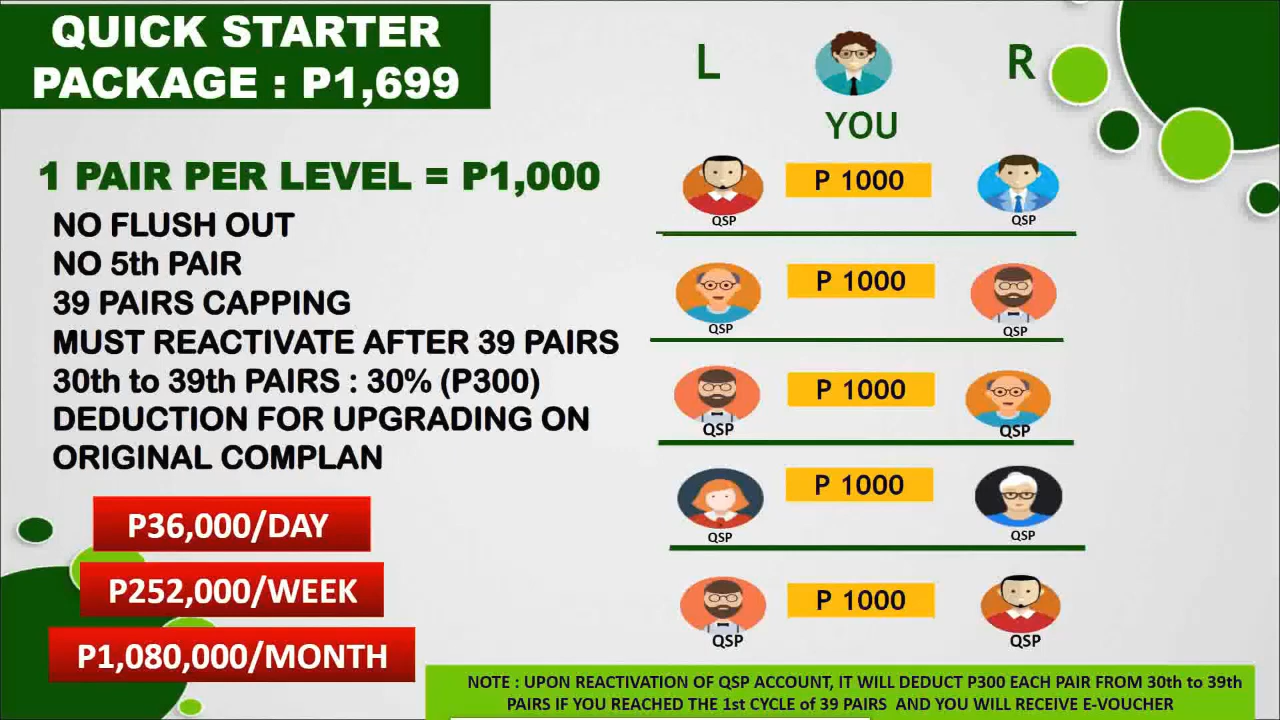 QUICK STARTER
PACKAGE : P1,699
L
R
YOU
1 PAIR PER LEVEL = P1,000
NO FLUSH OUT
NO 5th PAIR
39 PAIRS CAPPING
MUST REACTIVATE AFTER 39 PAIRS
30th to 39th PAIRS : 30% (P300)
DEDUCTION FOR UPGRADING ON
ORIGINAL COMPLAN
P36,000/DAY
P252,000/WEEK
P1,080,000/MONTH
P 1000
QSP QSP
P 1000
QSP QSP
P 1000
QSP QSP
P 1000
QSP QSP
P 1000
QSP QSP
NOTE : UPON REACTIVATION OF QSP ACCOUNT, IT WILL DEDUCT P300 EACH PAIR FROM 30th to 39th
PAIRS IF YOU REACHED THE 1st CYCLE of 39 PAIRS AND YOU WILL RECEIVE E-VOUCHER